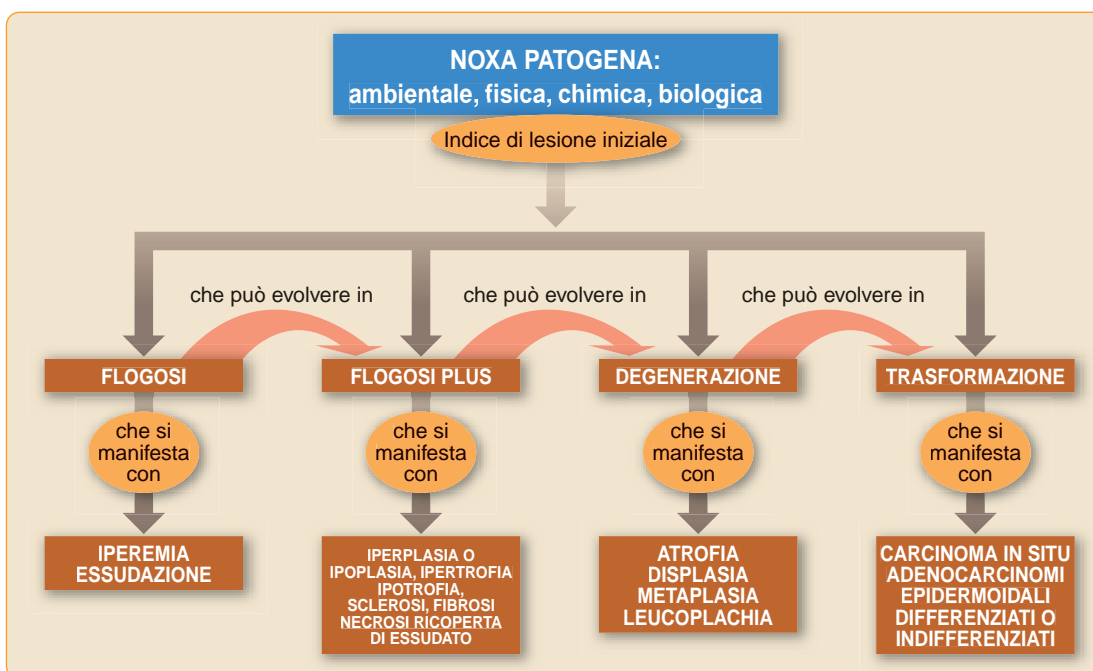 NOXA PATOGENA:
ambientale, fisica, chimica, biologica
Indice di lesione iniziale
che può evolvere in
che può evolvere in
che può evolvere in
FLOGOSI
FLOGOSI PLUS
DEGENERAZIONE
TRASFORMAZIONE
che si
manifesta
con
che si
manifesta
con
che si
manifesta
con
che si
manifesta
con
IPEREMIA
ESSUDAZIONE
IPERPLASIA O
IPOPLASIA, IPERTROFIA
IPOTROFIA,
SCLEROSI, FIBROSI
NECROSI RICOPERTA
DI ESSUDATO
ATROFIA
DISPLASIA
METAPLASIA
LEUCOPLACHIA
CARCINOMA IN SITU
ADENOCARCINOMI
EPIDERMOIDALI
DIFFERENZIATI O
INDIFFERENZIATI